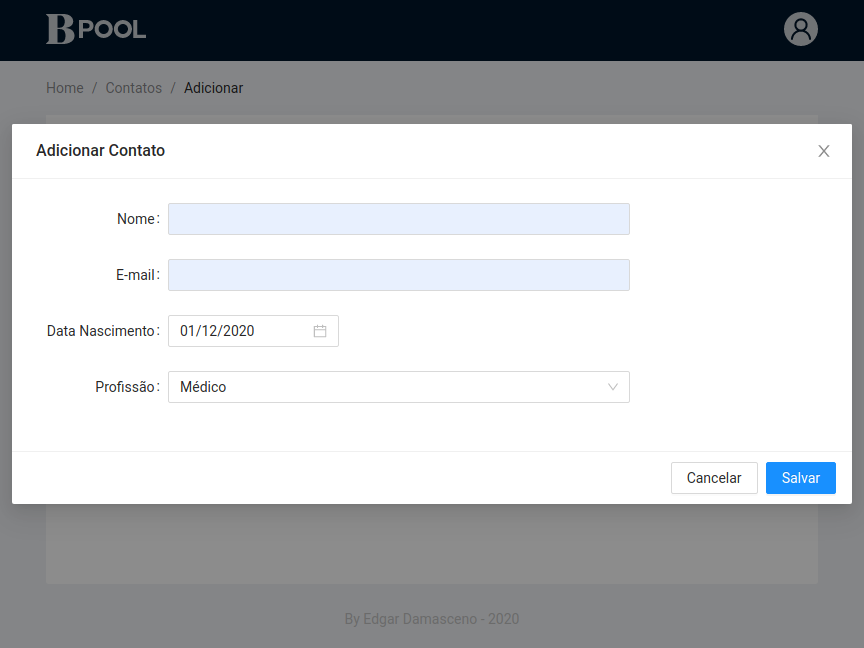 BPOOL
Home / Contatos / Adicionar
Adicionar Contato
Nome:
E-mail:
Data Nascimento: 01/12/2020
Profissão: Médico
Cancelar Salvar
By Edgar Damasceno - 2020